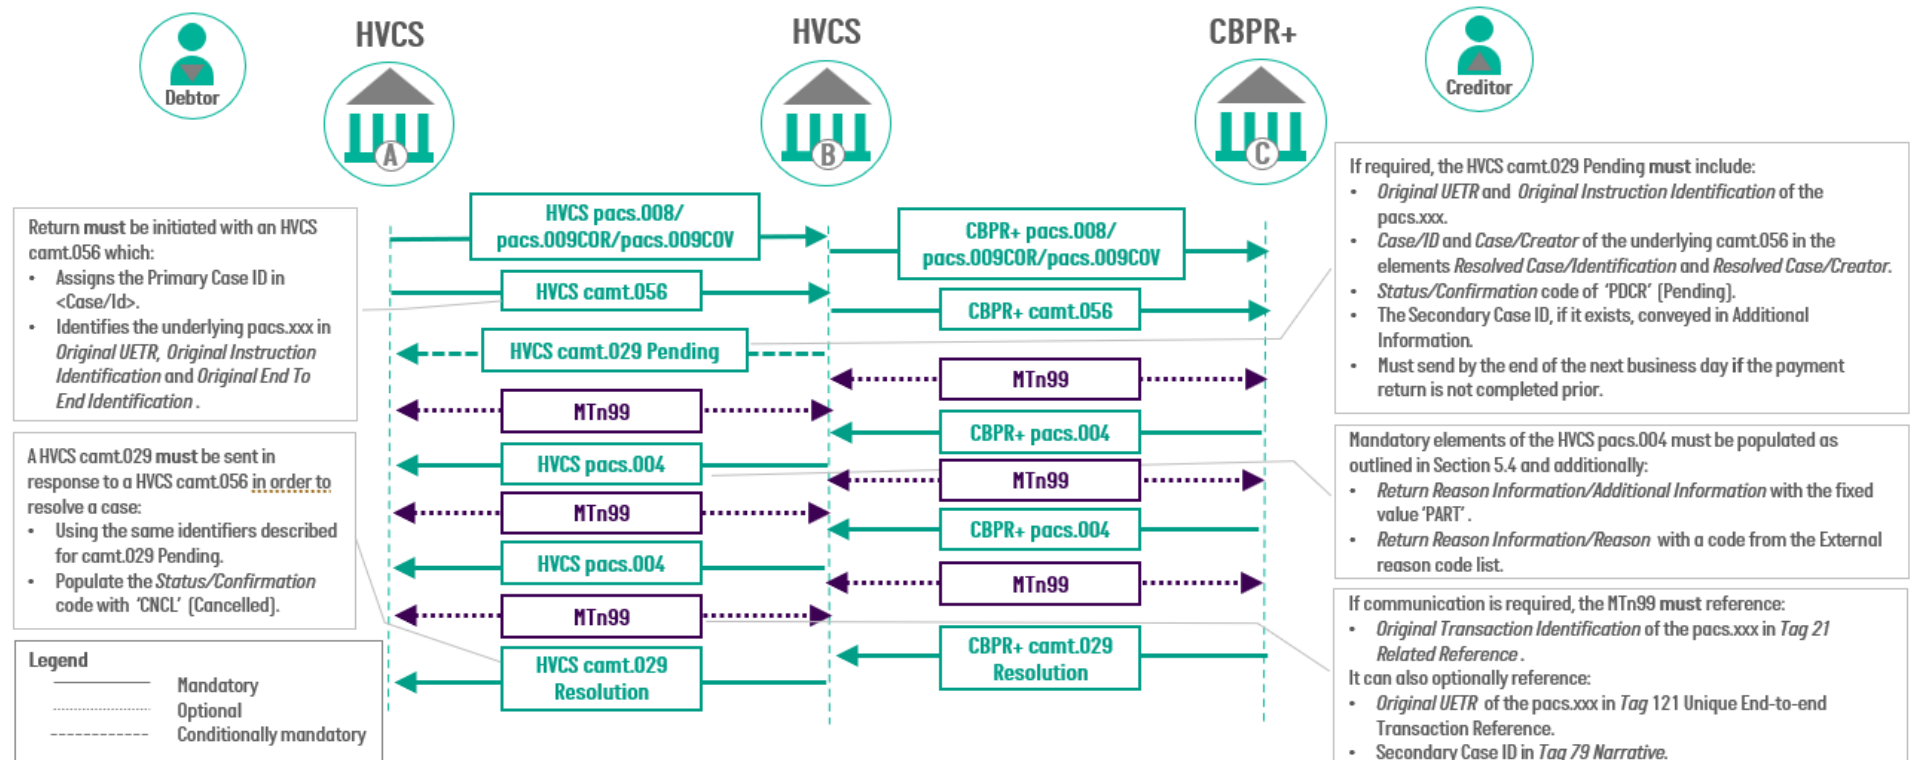 HVCS
HVCS
CBPR+
Debtor
Creditor
A
B
C
Return must be initiated with an HVCS
camt.056 which:
• Assigns the Primary Case ID in
<Case/Id>.
• Identifies the underlying pacs.xxx in
Original UETR, Original Instruction
Identification and Original End To
End Identification .
A HVCS camt.029 must be sent in
response to a HVCS camt.056 in order to
resolve a case:
• Using the same identifiers described
for camt.029 Pending.
• Populate the Status/Confirmation
code with 'CNCL' (Cancelled).
Legend
Mandatory
Optional
Conditionally mandatory
HVCS pacs.008/
pacs.009COR/pacs.009COV
HVCS camt.056
HVCS camt.029 Pending
MTn99
HVCS pacs.004
MTn99
HVCS pacs.004
MTn99
HVCS camt.029
Resolution
CBPR+ pacs.008/
pacs.009COR/pacs.009COV
CBPR+ camt.056
MTn99
CBPR+ pacs.004
MTn99
CBPR+ pacs.004
MTn99
CBPR+ camt.029
Resolution
If required, the HVCS camt.029 Pending must include:
• Original UETR and Original Instruction Identification of the
pacs.xxx.
• Case/ID and Case/Creator of the underlying camt.056 in the
elements Resolved Case/Identification and Resolved Case/Creator.
• Status/Confirmation code of 'PDCR' (Pending).
• The Secondary Case ID, if it exists, conveyed in Additional
Information.
• Must send by the end of the next business day if the payment
return is not completed prior.
Mandatory elements of the HVCS pacs.004 must be populated as
outlined in Section 5.4 and additionally:
• Return Reason Information/Additional Information with the fixed
value 'PART' .
• Return Reason Information/Reason with a code from the External
reason code list.
If communication is required, the MTn99 must reference:
• Original Transaction Identification of the pacs.xxx in Tag 21
Related Reference .
It can also optionally reference:
• Original UETR of the pacs.xxx in Tag 121 Unique End-to-end
Transaction Reference.
• Secondary Case ID in Tag 79 Narrative.